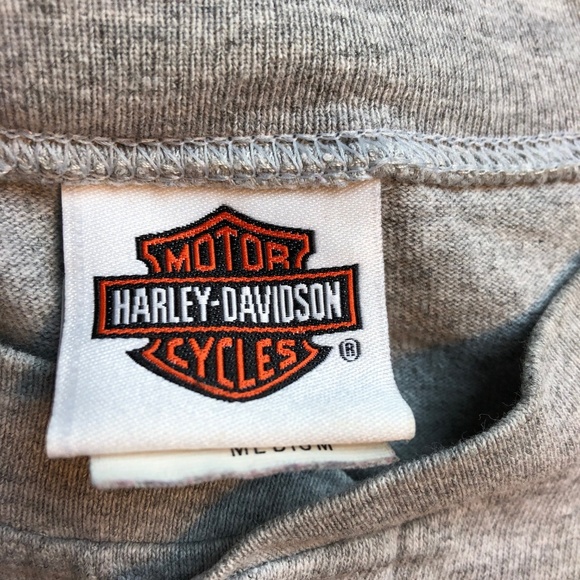 MOTOR
HARLEY-DAVIDSON
CYCLES
®
MEDIUM